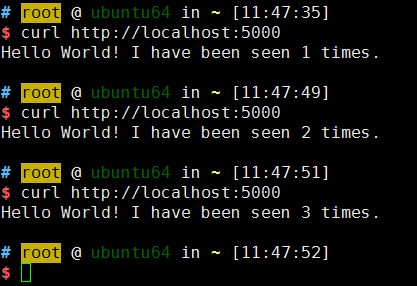 # root @ ubuntu64 in ~ [11:47:35]
$ curl http://localhost:5000
Hello World! I have been seen 1 times.
# root @ ubuntu64 in ~ [11:47:49]
$ curl http://localhost:5000
Hello World! I have been seen 2 times.
# root @ ubuntu64 in ~ [11:47:51]
$ curl http://localhost:5000
Hello World! I have been seen 3 times.
# root @ ubuntu64 in ~ [11:47:52]
$